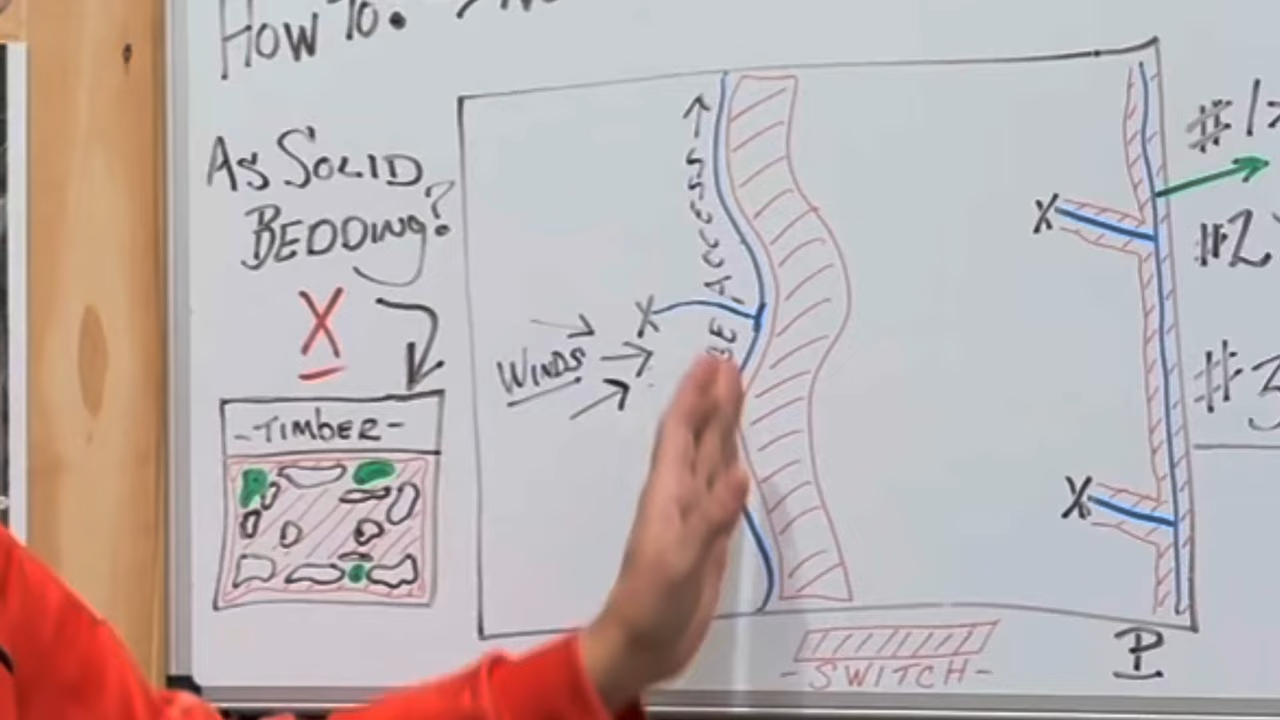 HOW TO:
AS SOLID
BEDDING?
X
-TIMBER-
ACCESS
X
WINDS
X
X
#1
#2
#3
P
-SWITCH-